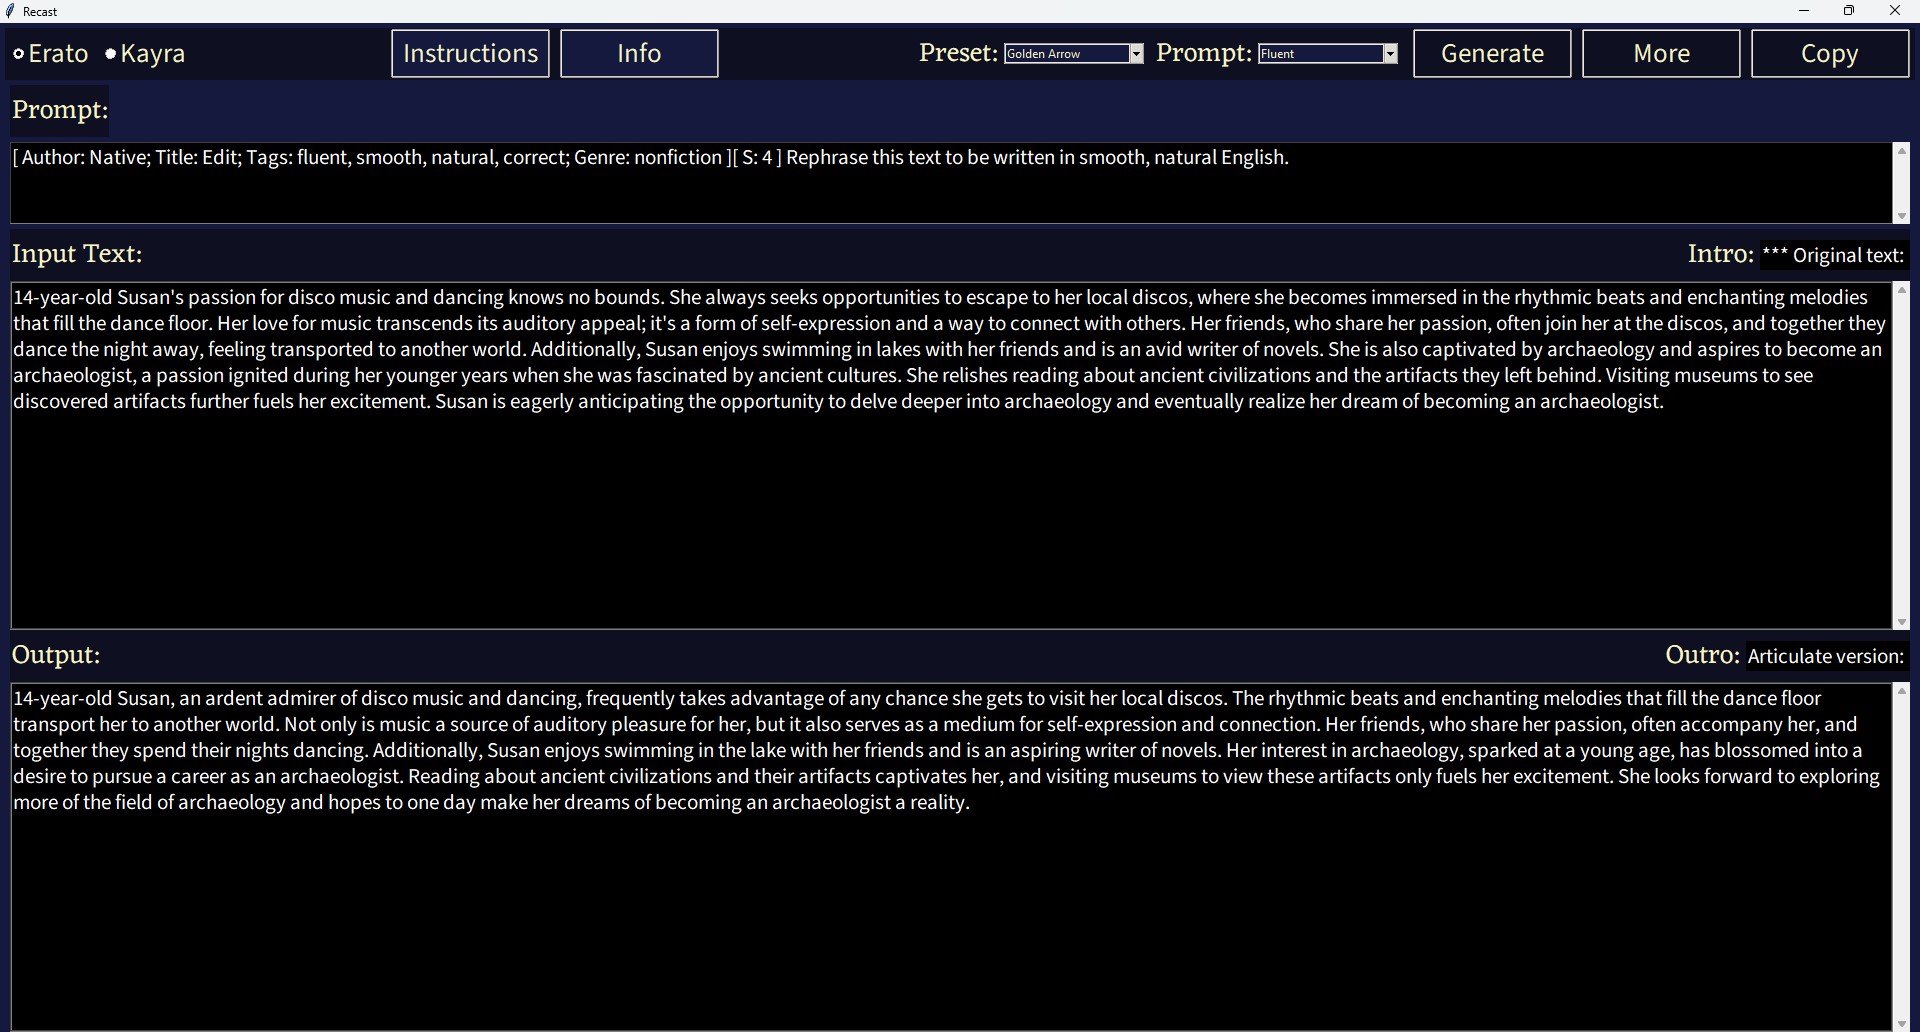 Recast
Erato Kayra Instructions Info Preset: Golden Arrow Prompt: Fluent Generate More Copy
Prompt:
[ Author: Native; Title: Edit; Tags: fluent, smooth, natural, correct; Genre: nonfiction ][ S: 4 ] Rephrase this text to be written in smooth, natural English.
Input Text: Intro: *** Original text:
14-year-old Susan's passion for disco music and dancing knows no bounds. She always seeks opportunities to escape to her local discos, where she becomes immersed in the rhythmic beats and enchanting melodies
that fill the dance floor. Her love for music transcends its auditory appeal; it's a form of self-expression and a way to connect with others. Her friends, who share her passion, often join her at the discos, and together they
dance the night away, feeling transported to another world. Additionally, Susan enjoys swimming in lakes with her friends and is an avid writer of novels. She is also captivated by archaeology and aspires to become an
archaeologist, a passion ignited during her younger years when she was fascinated by ancient cultures. She relishes reading about ancient civilizations and the artifacts they left behind. Visiting museums to see
discovered artifacts further fuels her excitement. Susan is eagerly anticipating the opportunity to delve deeper into archaeology and eventually realize her dream of becoming an archaeologist.
Output: Outro: Articulate version:
14-year-old Susan, an ardent admirer of disco music and dancing, frequently takes advantage of any chance she gets to visit her local discos. The rhythmic beats and enchanting melodies that fill the dance floor
transport her to another world. Not only is music a source of auditory pleasure for her, but it also serves as a medium for self-expression and connection. Her friends, who share her passion, often accompany her, and
together they spend their nights dancing. Additionally, Susan enjoys swimming in the lake with her friends and is an aspiring writer of novels. Her interest in archaeology, sparked at a young age, has blossomed into a
desire to pursue a career as an archaeologist. Reading about ancient civilizations and their artifacts captivates her, and visiting museums to view these artifacts only fuels her excitement. She looks forward to exploring
more of the field of archaeology and hopes to one day make her dreams of becoming an archaeologist a reality.